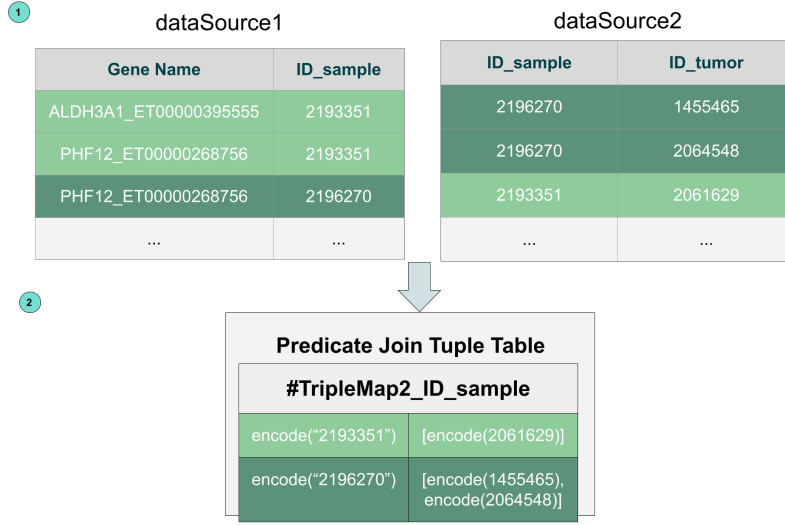 1
dataSource1
dataSource2
Gene Name ID_sample
ALDH3A1_ET00000395555 2193351
PHF12_ET00000268756 2193351
PHF12_ET00000268756 2196270
... ...
ID_sample ID_tumor
2196270 1455465
2196270 2064548
2193351 2061629
... ...
2
Predicate Join Tuple Table
#TripleMap2_ID_sample
encode(“2193351”) [encode(2061629)]
encode(“2196270”) [encode(1455465),
encode(2064548)]